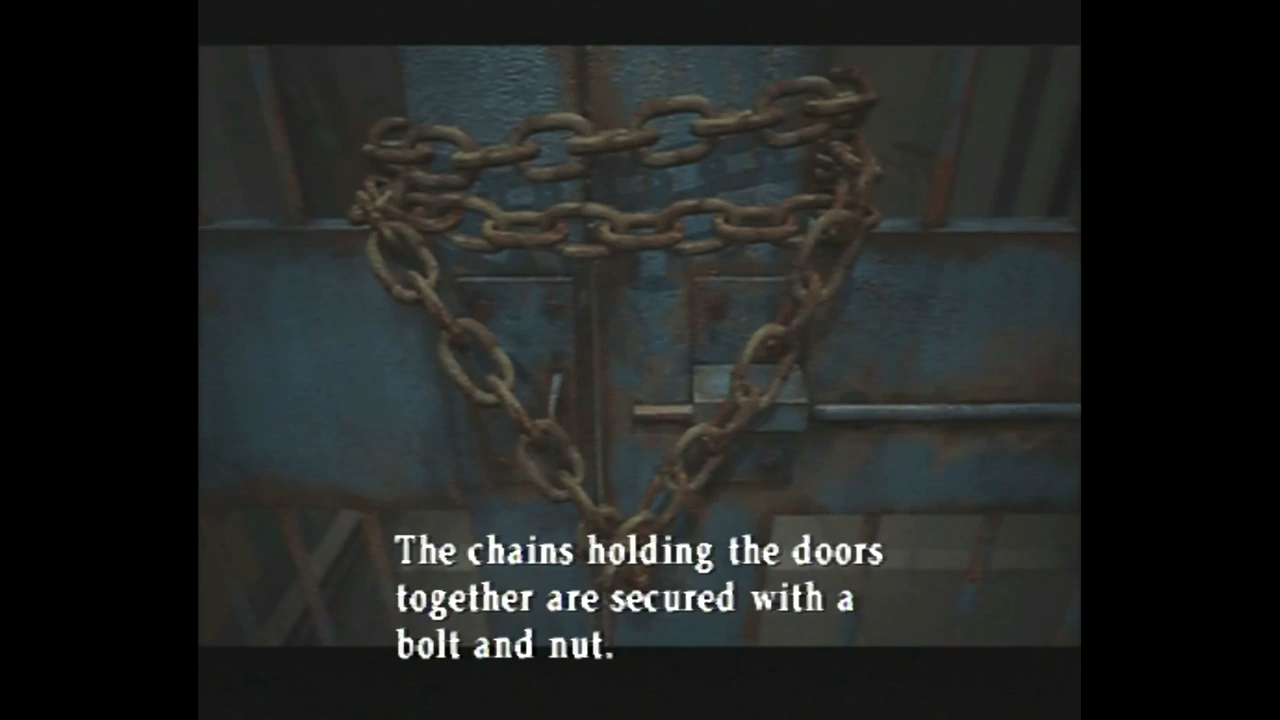 The chains holding the doors
together are secured with a
bolt and nut.